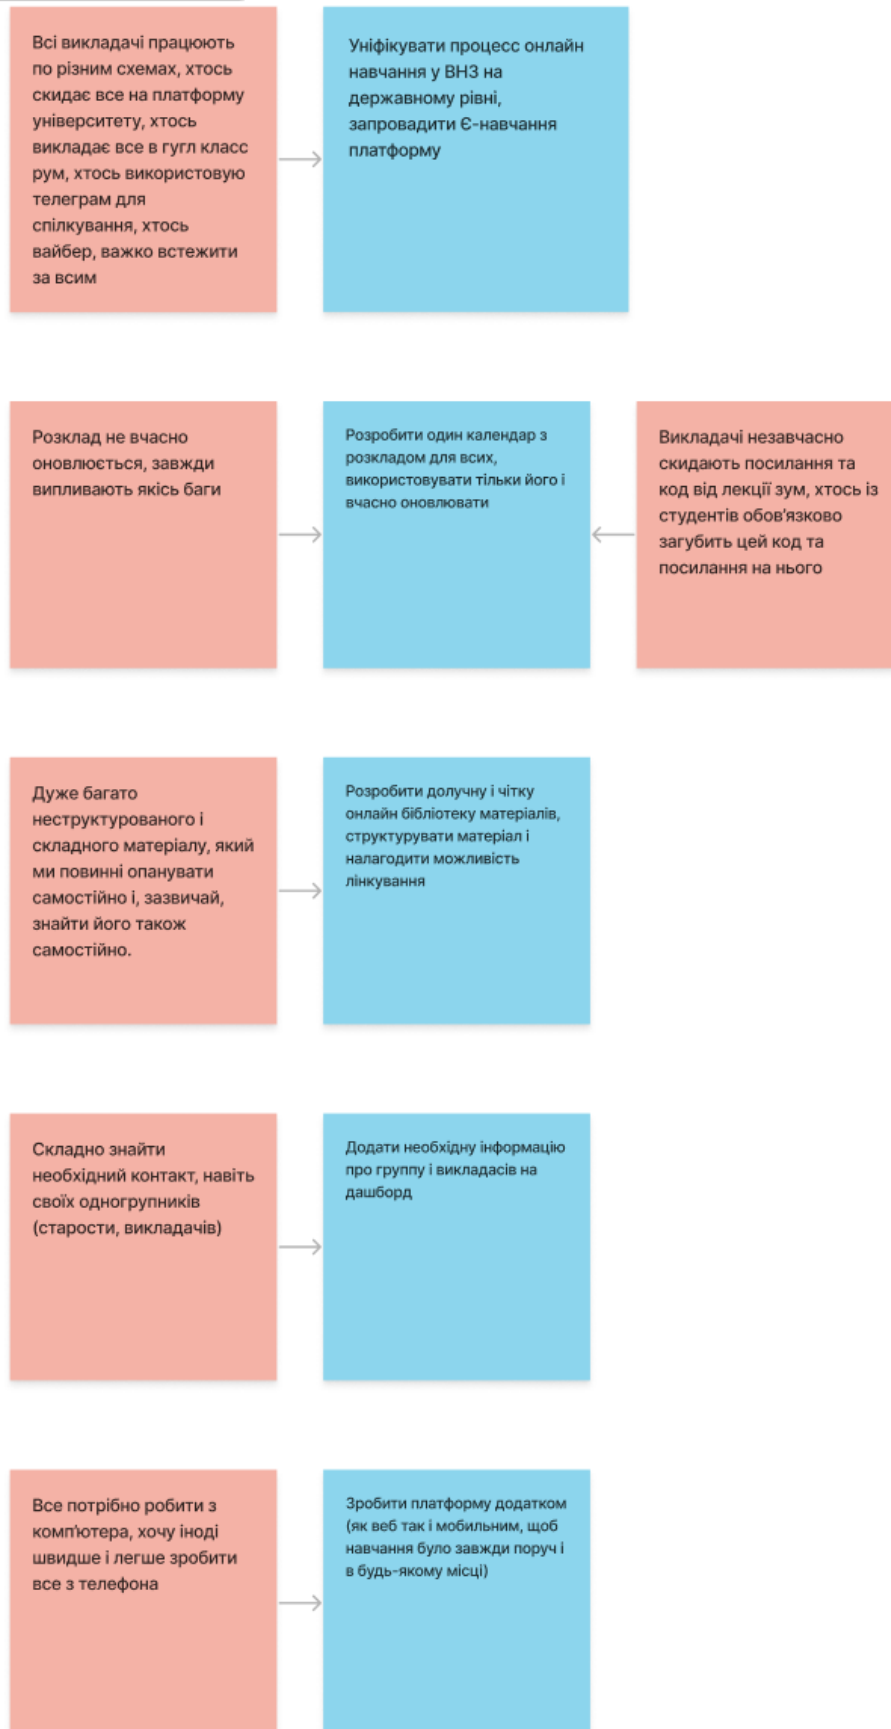 Всі викладачі працюють
по різним схемах, хтось
скидає все на платформу
університету, хтось
викладає все в гугл класс
рум, хтось використовую
телеграм для
спілкування, хтось
вайбер, важко встежити
за всим
Уніфікувати процесс онлайн
навчання у ВНЗ на
державному рівні,
запровадити Є-навчання
платформу
Розклад не вчасно
оновлюється, завжди
випливають якісь баги
Розробити один календар з
розкладом для всих,
використовувати тільки його і
вчасно оновлювати
Викладачі незавчасно
скидають посилання та
код від лекції зум, хтось із
студентів обов'язково
загубить цей код та
посилання на нього
Дуже багато
неструктурованого і
складного матеріалу, який
ми повинні опанувати
самостійно і, зазвичай,
знайти його також
самостійно.
Розробити долучну і чітку
онлайн бібліотеку матеріалів,
структурувати матеріал і
налагодити можливість
лінкування
Складно знайти
необхідний контакт, навіть
своїх одногрупників
(старости, викладачів)
Додати необхідну інформацію
про группу і викладасів на
дашборд
Все потрібно робити з
комп'ютера, хочу іноді
швидше і легше зробити
все з телефона
Зробити платформу додатком
(як веб так і мобильним, щоб
навчання було завжди поруч і
в будь-якому місці)